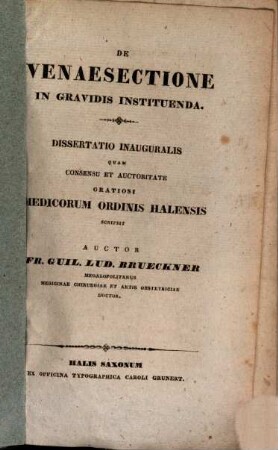 DE
VENAESECTIONE
IN GRAVIDIS INSTITUENDA.
DISSERTATIO INAUGURALIS
QUAM
CONSENSU ET AUCTORITATE
GRATIOSI
MEDICORUM ORDINIS HALENSIS
SCRIPSIT
AUCTOR
FR. GUIL. LUD. BRUECKNER
MEGALOPOLITANUS
MEDICINAE CHIRURGIAE ET ARTIS OBSTETRICIAE
DOCTOR.
HALIS SAXONUM
EX OFFICINA TYPOGRAPHICA CAROLI GRUNERT.